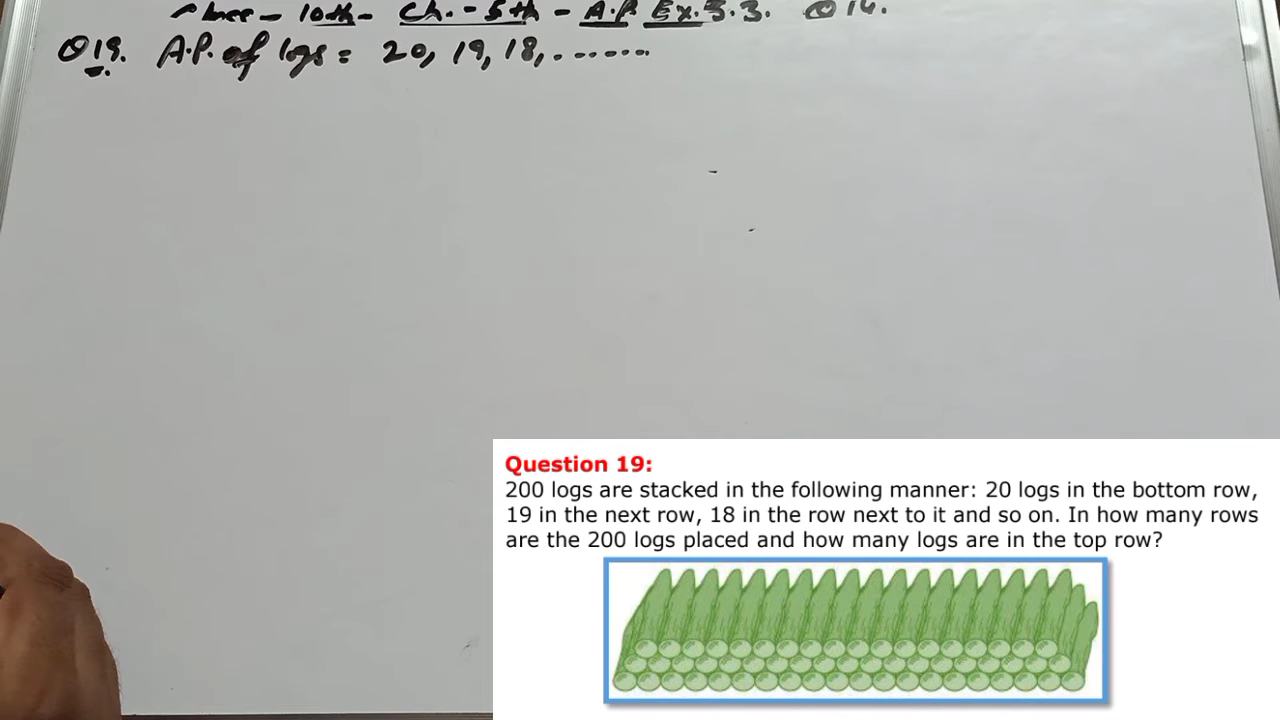 Class - 10th - Ch. - 5th - A.P. Ex. 5.3. Q 19.
Q19. A.P. of logs = 20, 19, 18, .......
Question 19:
200 logs are stacked in the following manner: 20 logs in the bottom row,
19 in the next row, 18 in the row next to it and so on. In how many rows
are the 200 logs placed and how many logs are in the top row?